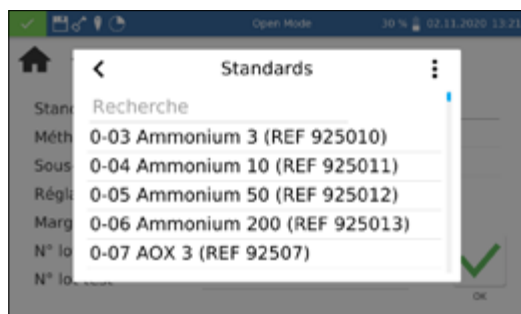 Open Mode 30 % 02.11.2020 13:21
Standards
Recherche
0-03 Ammonium 3 (REF 925010)
0-04 Ammonium 10 (REF 925011)
0-05 Ammonium 50 (REF 925012)
0-06 Ammonium 200 (REF 925013)
0-07 AOX 3 (REF 92507)
Stand
Méth
Sous-
Régla
Marg
N° lo
N° lot test
OK